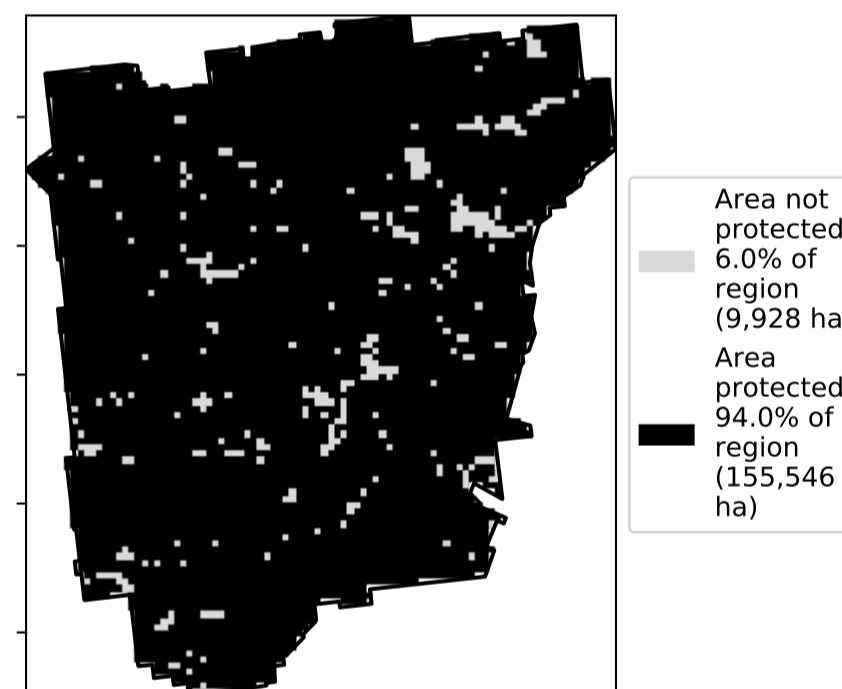 Area not
protected
6.0% of
region
(9,928 ha
Area
protected
94.0% of
region
(155,546
ha)